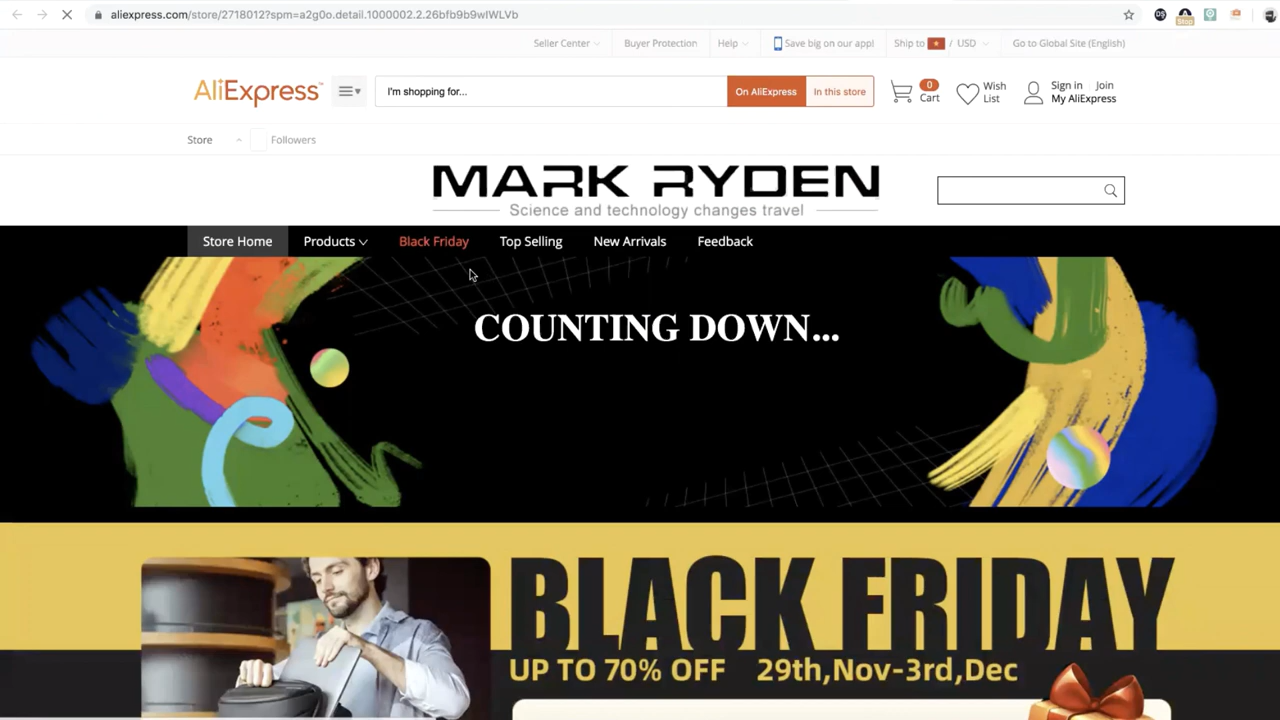 aliexpress.com/store/2718012?spm=a2g0o.detail.1000002.2.26bfb9b9wIWLVb
Stop
Seller Center
Buyer Protection
Help
Save big on our app!
Ship to / USD
Go to Global Site (English)
AliExpress™
I'm shopping for...
On AliExpress
In this store
0
Cart
Wish
List
Sign in Join
My AliExpress
Store
Followers
MARK RYDEN
Science and technology changes travel
Store Home
Products
Black Friday
Top Selling
New Arrivals
Feedback
COUNTING DOWN...
BLACK FRIDAY
UP TO 70% OFF 29th,Nov-3rd,Dec